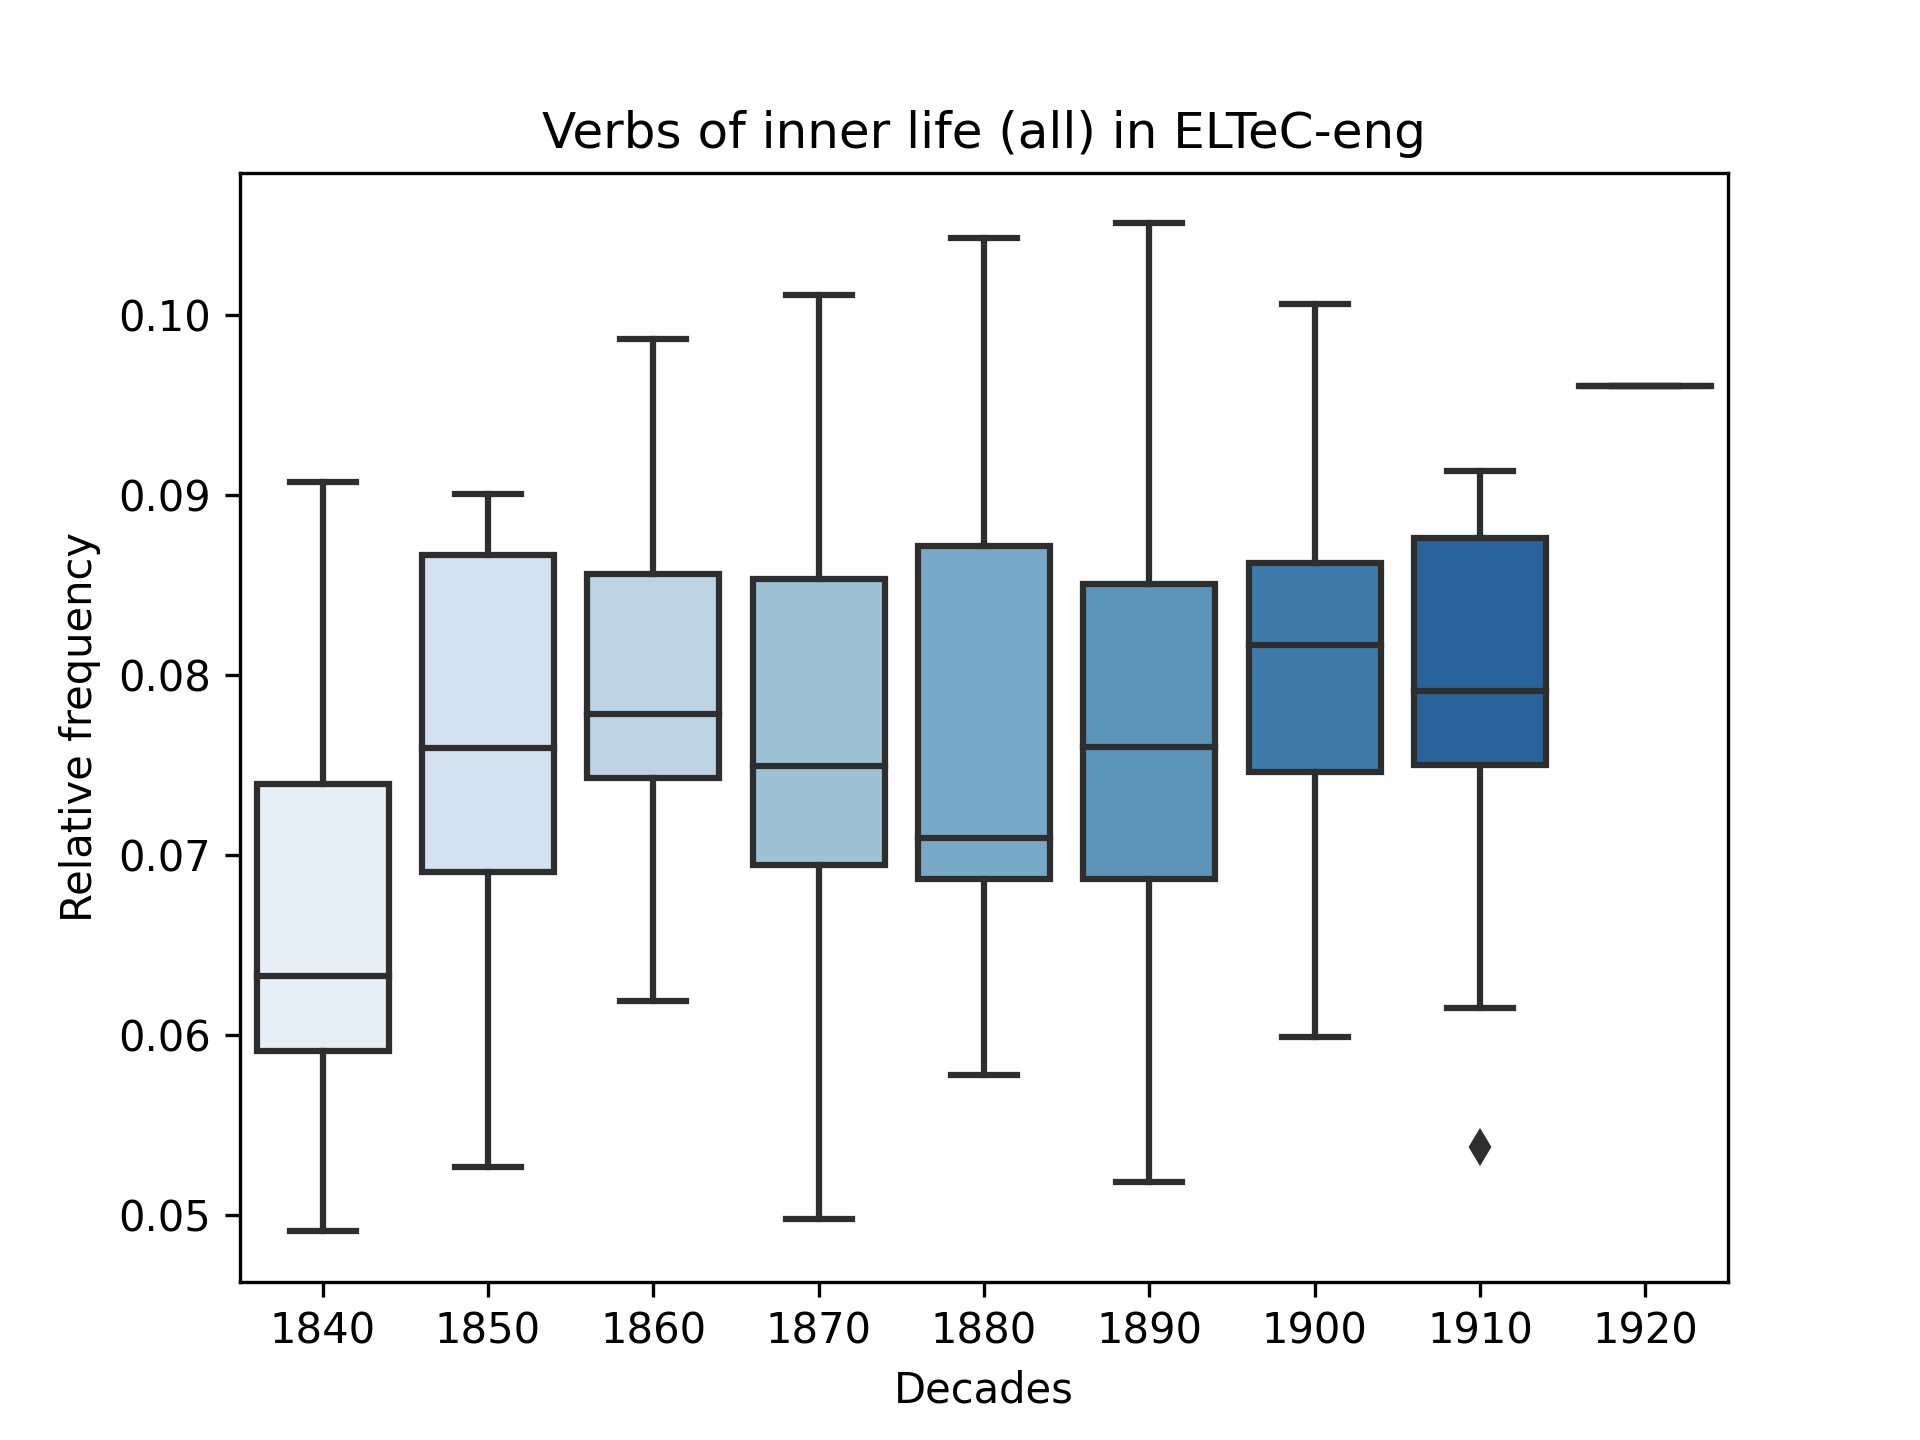 Verbs of inner life (all) in ELTeC-eng
Relative frequency
0.10
0.09
0.08
0.07
0.06
0.05
1840 1850 1860 1870 1880 1890 1900 1910 1920
Decades